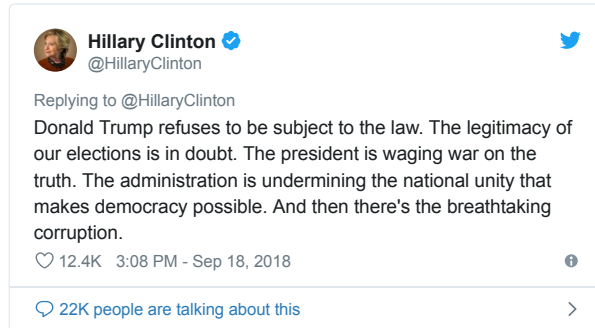 Hillary Clinton
@HillaryClinton
Replying to @HillaryClinton
Donald Trump refuses to be subject to the law. The legitimacy of
our elections is in doubt. The president is waging war on the
truth. The administration is undermining the national unity that
makes democracy possible. And then there's the breathtaking
corruption.
12.4K 3:08 PM - Sep 18, 2018
22K people are talking about this